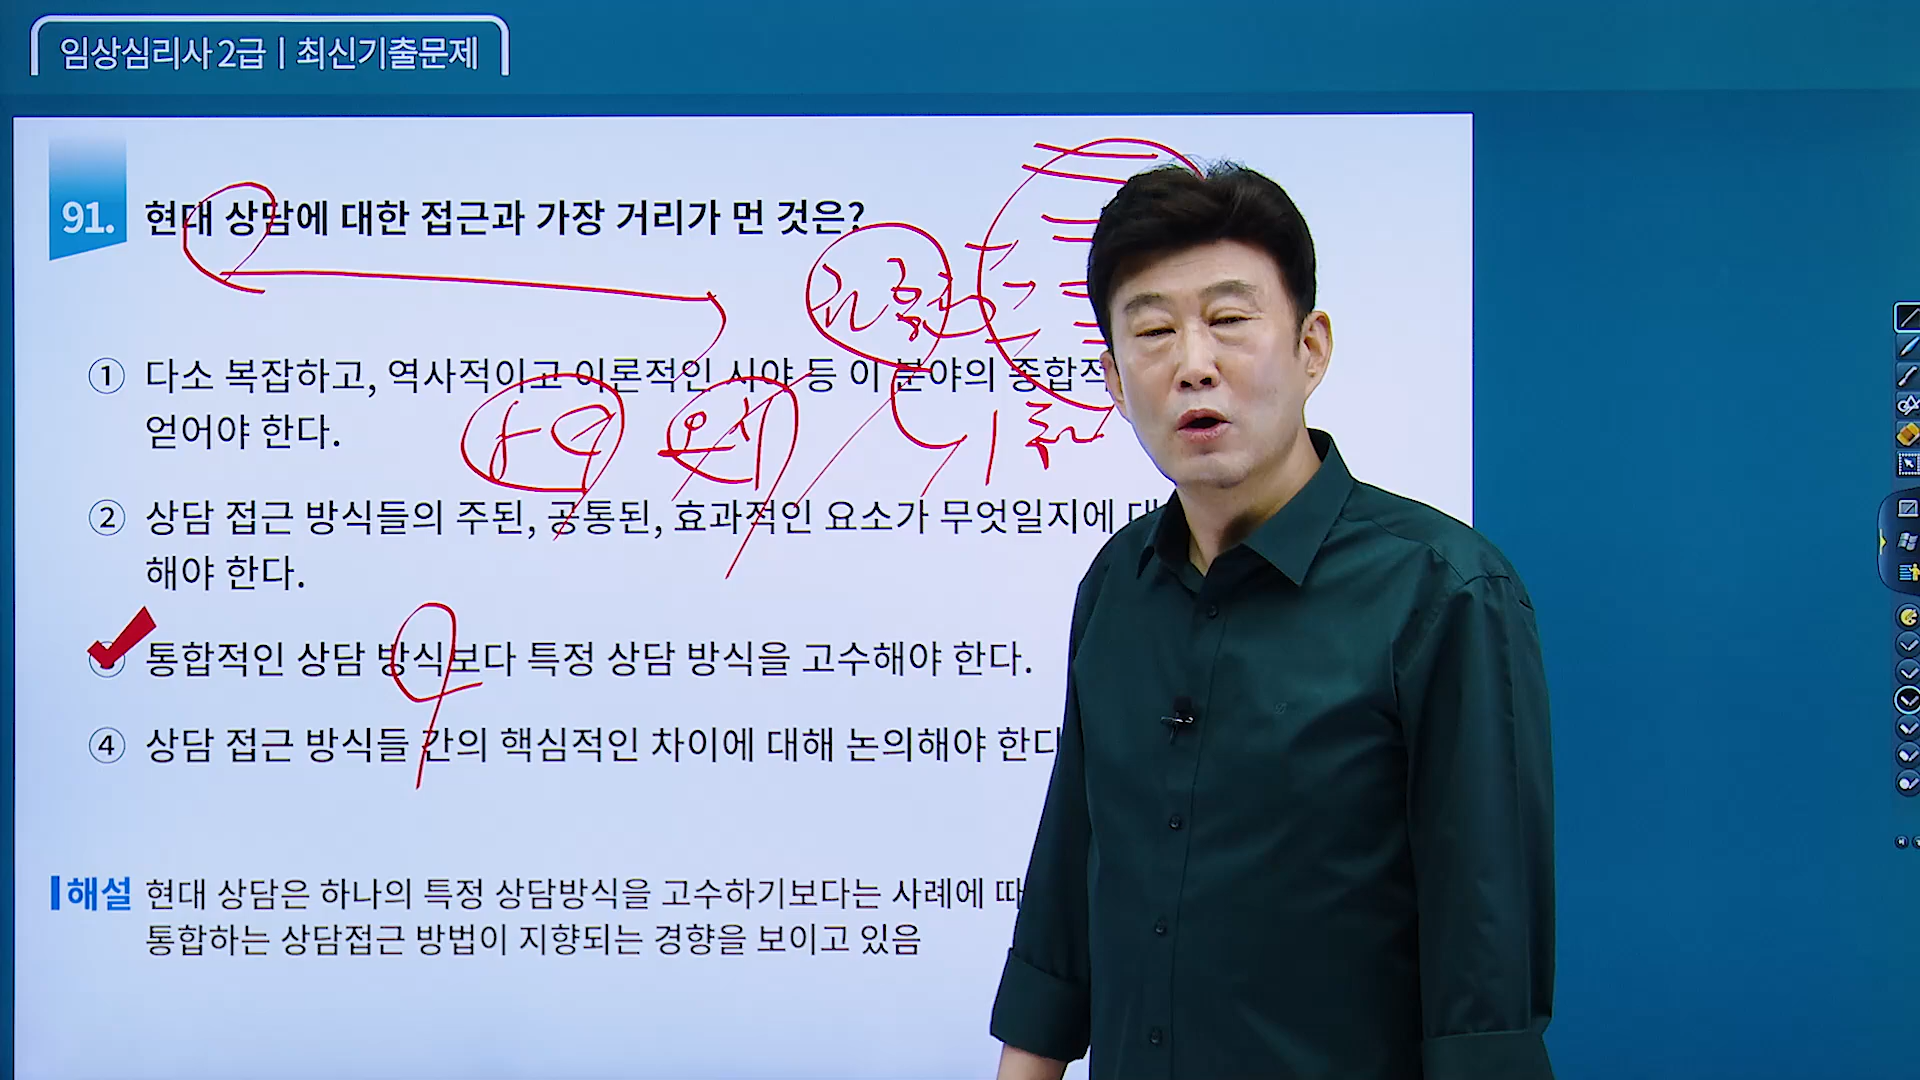 임상심리사 2급 | 최신기출문제
91. 현대 상담에 대한 접근과 가장 거리가 먼 것은?
① 다소 복잡하고, 역사적이고 이론적인 시야 등 이 분야의 종합적
얻어야 한다.
② 상담 접근 방식들의 주된, 공통된, 효과적인 요소가 무엇일지에 대
해야 한다.
③ 통합적인 상담 방식보다 특정 상담 방식을 고수해야 한다.
④ 상담 접근 방식들 간의 핵심적인 차이에 대해 논의해야 한다
해설 현대 상담은 하나의 특정 상담방식을 고수하기보다는 사례에 따
통합하는 상담접근 방법이 지향되는 경향을 보이고 있음